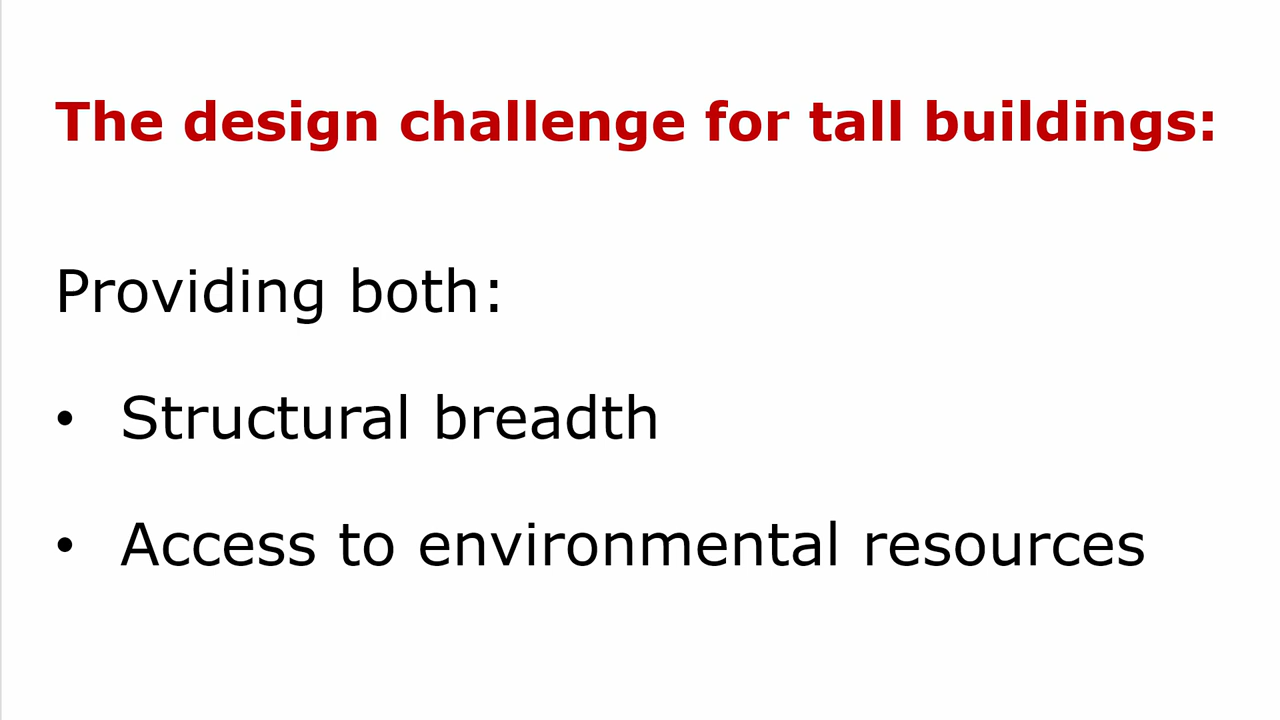 The design challenge for tall buildings:
Providing both:
• Structural breadth
• Access to environmental resources